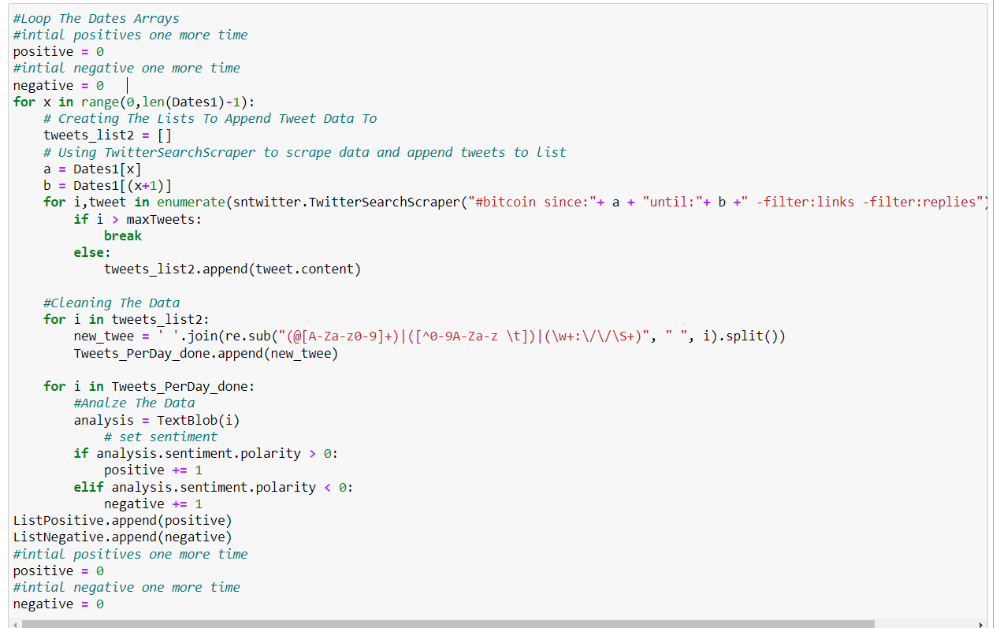 #Loop The Dates Arrays
#intial positives one more time
positive = 0
#intial negative one more time
negative = 0
for x in range(0,len(Dates1)-1):
    # Creating The Lists To Append Tweet Data To
    tweets_list2 = []
    # Using TwitterSearchScraper to scrape data and append tweets to list
    a = Dates1[x]
    b = Dates1[(x+1)]
    for i,tweet in enumerate(sntwitter.TwitterSearchScraper("#bitcoin since:"+ a + "until:"+ b +" -filter:links -filter:replies")
        if i > maxTweets:
            break
        else:
            tweets_list2.append(tweet.content)
    #Cleaning The Data
    for i in tweets_list2:
        new_twee = ' '.join(re.sub("(@[A-Za-z0-9]+)|([^0-9A-Za-z \t])|(\w+:\/\/\S+)", " ", i).split())
        Tweets_PerDay_done.append(new_twee)
    for i in Tweets_PerDay_done:
        #Analze The Data
        analysis = TextBlob(i)
            # set sentiment
        if analysis.sentiment.polarity > 0:
            positive += 1
        elif analysis.sentiment.polarity < 0:
            negative += 1
ListPositive.append(positive)
ListNegative.append(negative)
#intial positives one more time
positive = 0
#intial negative one more time
negative = 0